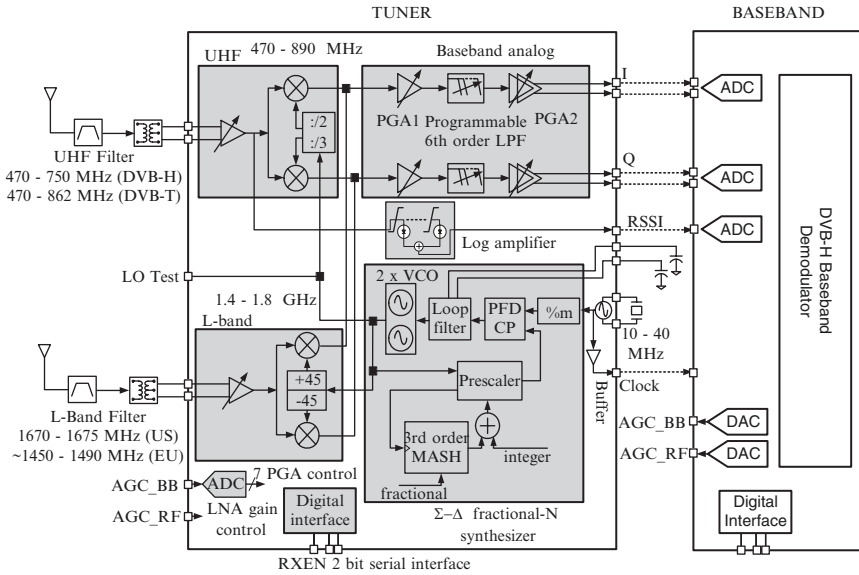 TUNER
BASEBAND
UHF
470 - 890 MHz
Baseband analog
I
ADC
:/2
:/3
PGA1
Programmable
6th order LPF
PGA2
UHF Filter
470 - 750 MHz (DVB-H)
470 - 862 MHz (DVB-T)
Q
ADC
RSSI
ADC
Log amplifier
DVB-H Baseband
Demodulator
LO Test
2 x VCO
1.4 - 1.8 GHz
L-band
Loop
filter
PFD
CP
%m
10 - 40
MHz
+45
-45
Prescaler
Buffer
Clock
L-Band Filter
1670 - 1675 MHz (US)
~1450 - 1490 MHz (EU)
3rd order
MASH
integer
fractional
AGC_BB
DAC
AGC_RF
DAC
AGC_BB
ADC
7
PGA control
LNA gain
control
AGC_RF
Digital
interface
Σ−Δ fractional-N
synthesizer
Digital
Interface
RXEN 2 bit serial interface